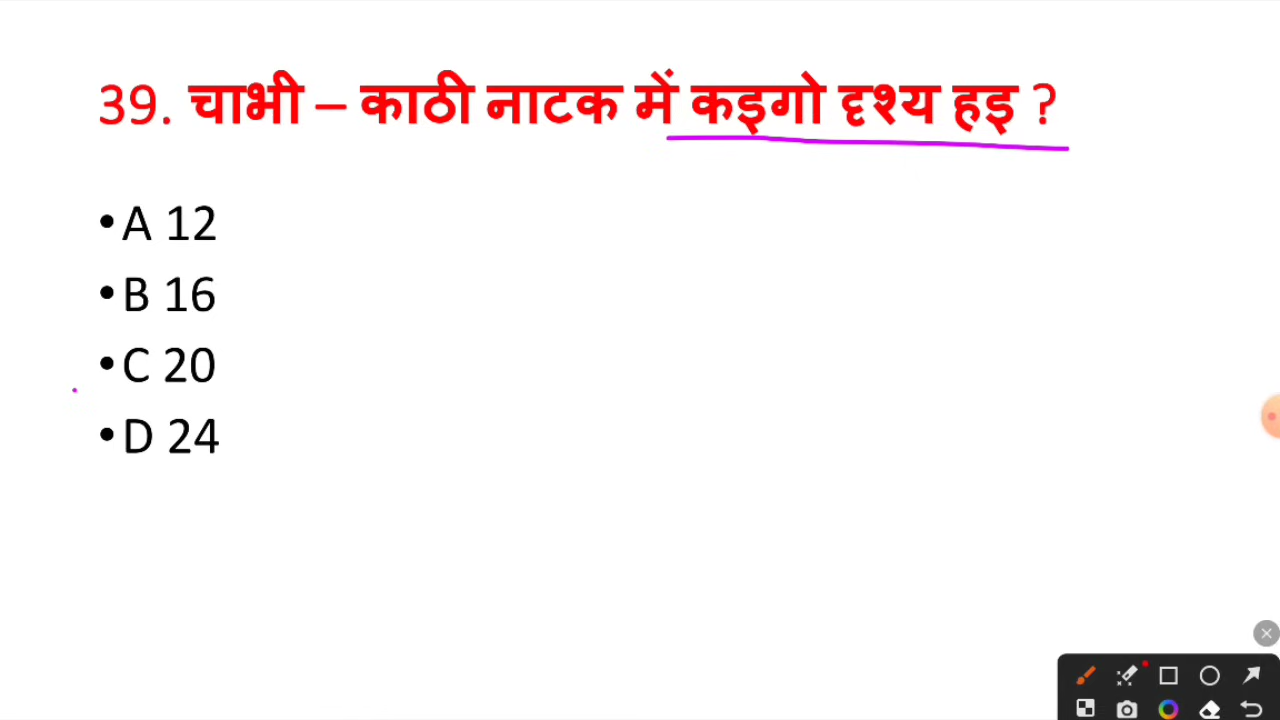 39. चाभी – काठी नाटक में कइगो दृश्य हइ ?
• A 12
• B 16
• C 20
• D 24